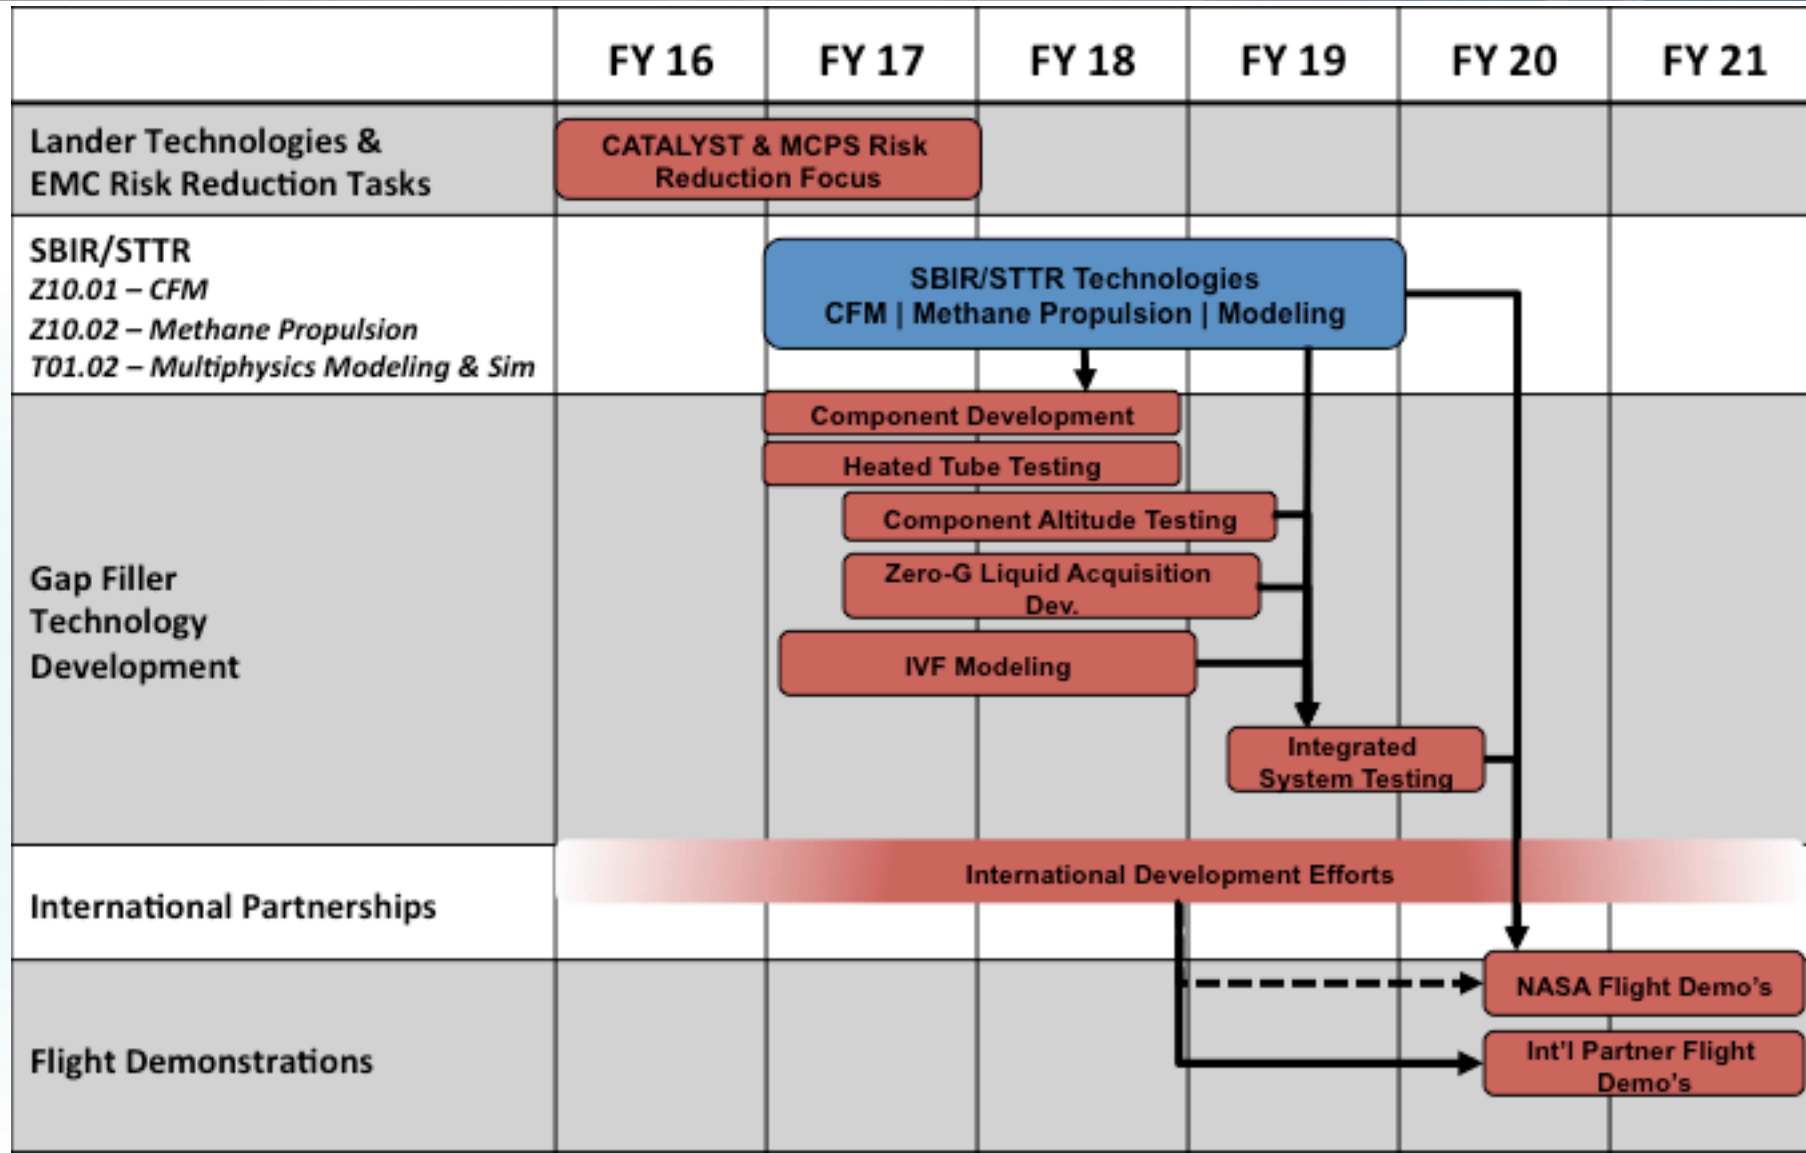 FY 16 FY 17 FY 18 FY 19 FY 20 FY 21
Lander Technologies &
EMC Risk Reduction Tasks
CATALYST & MCPS Risk
Reduction Focus
SBIR/STTR
Z10.01 – CFM
Z10.02 – Methane Propulsion
T01.02 – Multiphysics Modeling & Sim
SBIR/STTR Technologies
CFM | Methane Propulsion | Modeling
Gap Filler
Technology
Development
Component Development
Heated Tube Testing
Component Altitude Testing
Zero-G Liquid Acquisition
Dev.
IVF Modeling
Integrated
System Testing
International Partnerships
International Development Efforts
Flight Demonstrations
NASA Flight Demo’s
Int’l Partner Flight
Demo’s